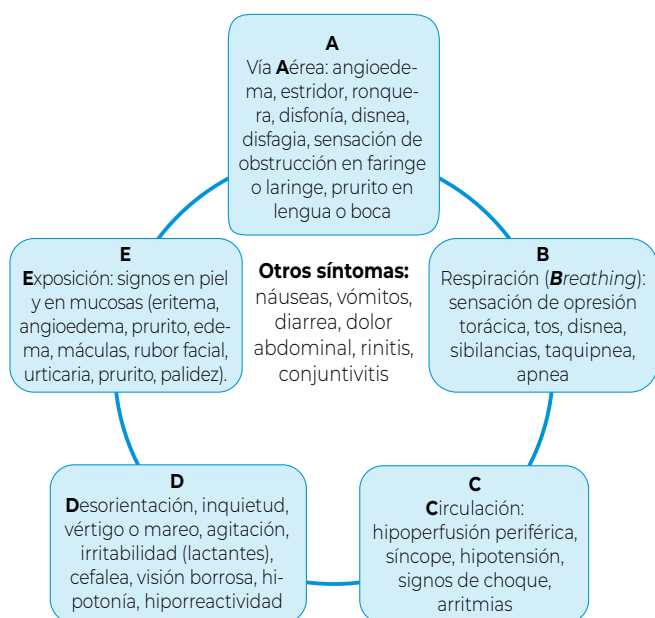 A
Vía Aérea: angioede-
ma, estridor, ronque-
ra, disfonía, disnea,
disfagia, sensación de
obstrucción en faringe
o laringe, prurito en
lengua o boca
B
Respiración (Breathing):
sensación de opresión
torácica, tos, disnea,
sibilancias, taquipnea,
apnea
C
Circulación:
hipoperfusión periférica,
síncope, hipotensión,
signos de choque,
arritmias
D
Desorientación, inquietud,
vértigo o mareo, agitación,
irritabilidad (lactantes),
cefalea, visión borrosa, hi-
potonía, hiporreactividad
E
Exposición: signos en piel
y en mucosas (eritema,
angioedema, prurito, ede-
ma, máculas, rubor facial,
urticaria, prurito, palidez).
Otros síntomas:
náuseas, vómitos,
diarrea, dolor
abdominal, rinitis,
conjuntivitis